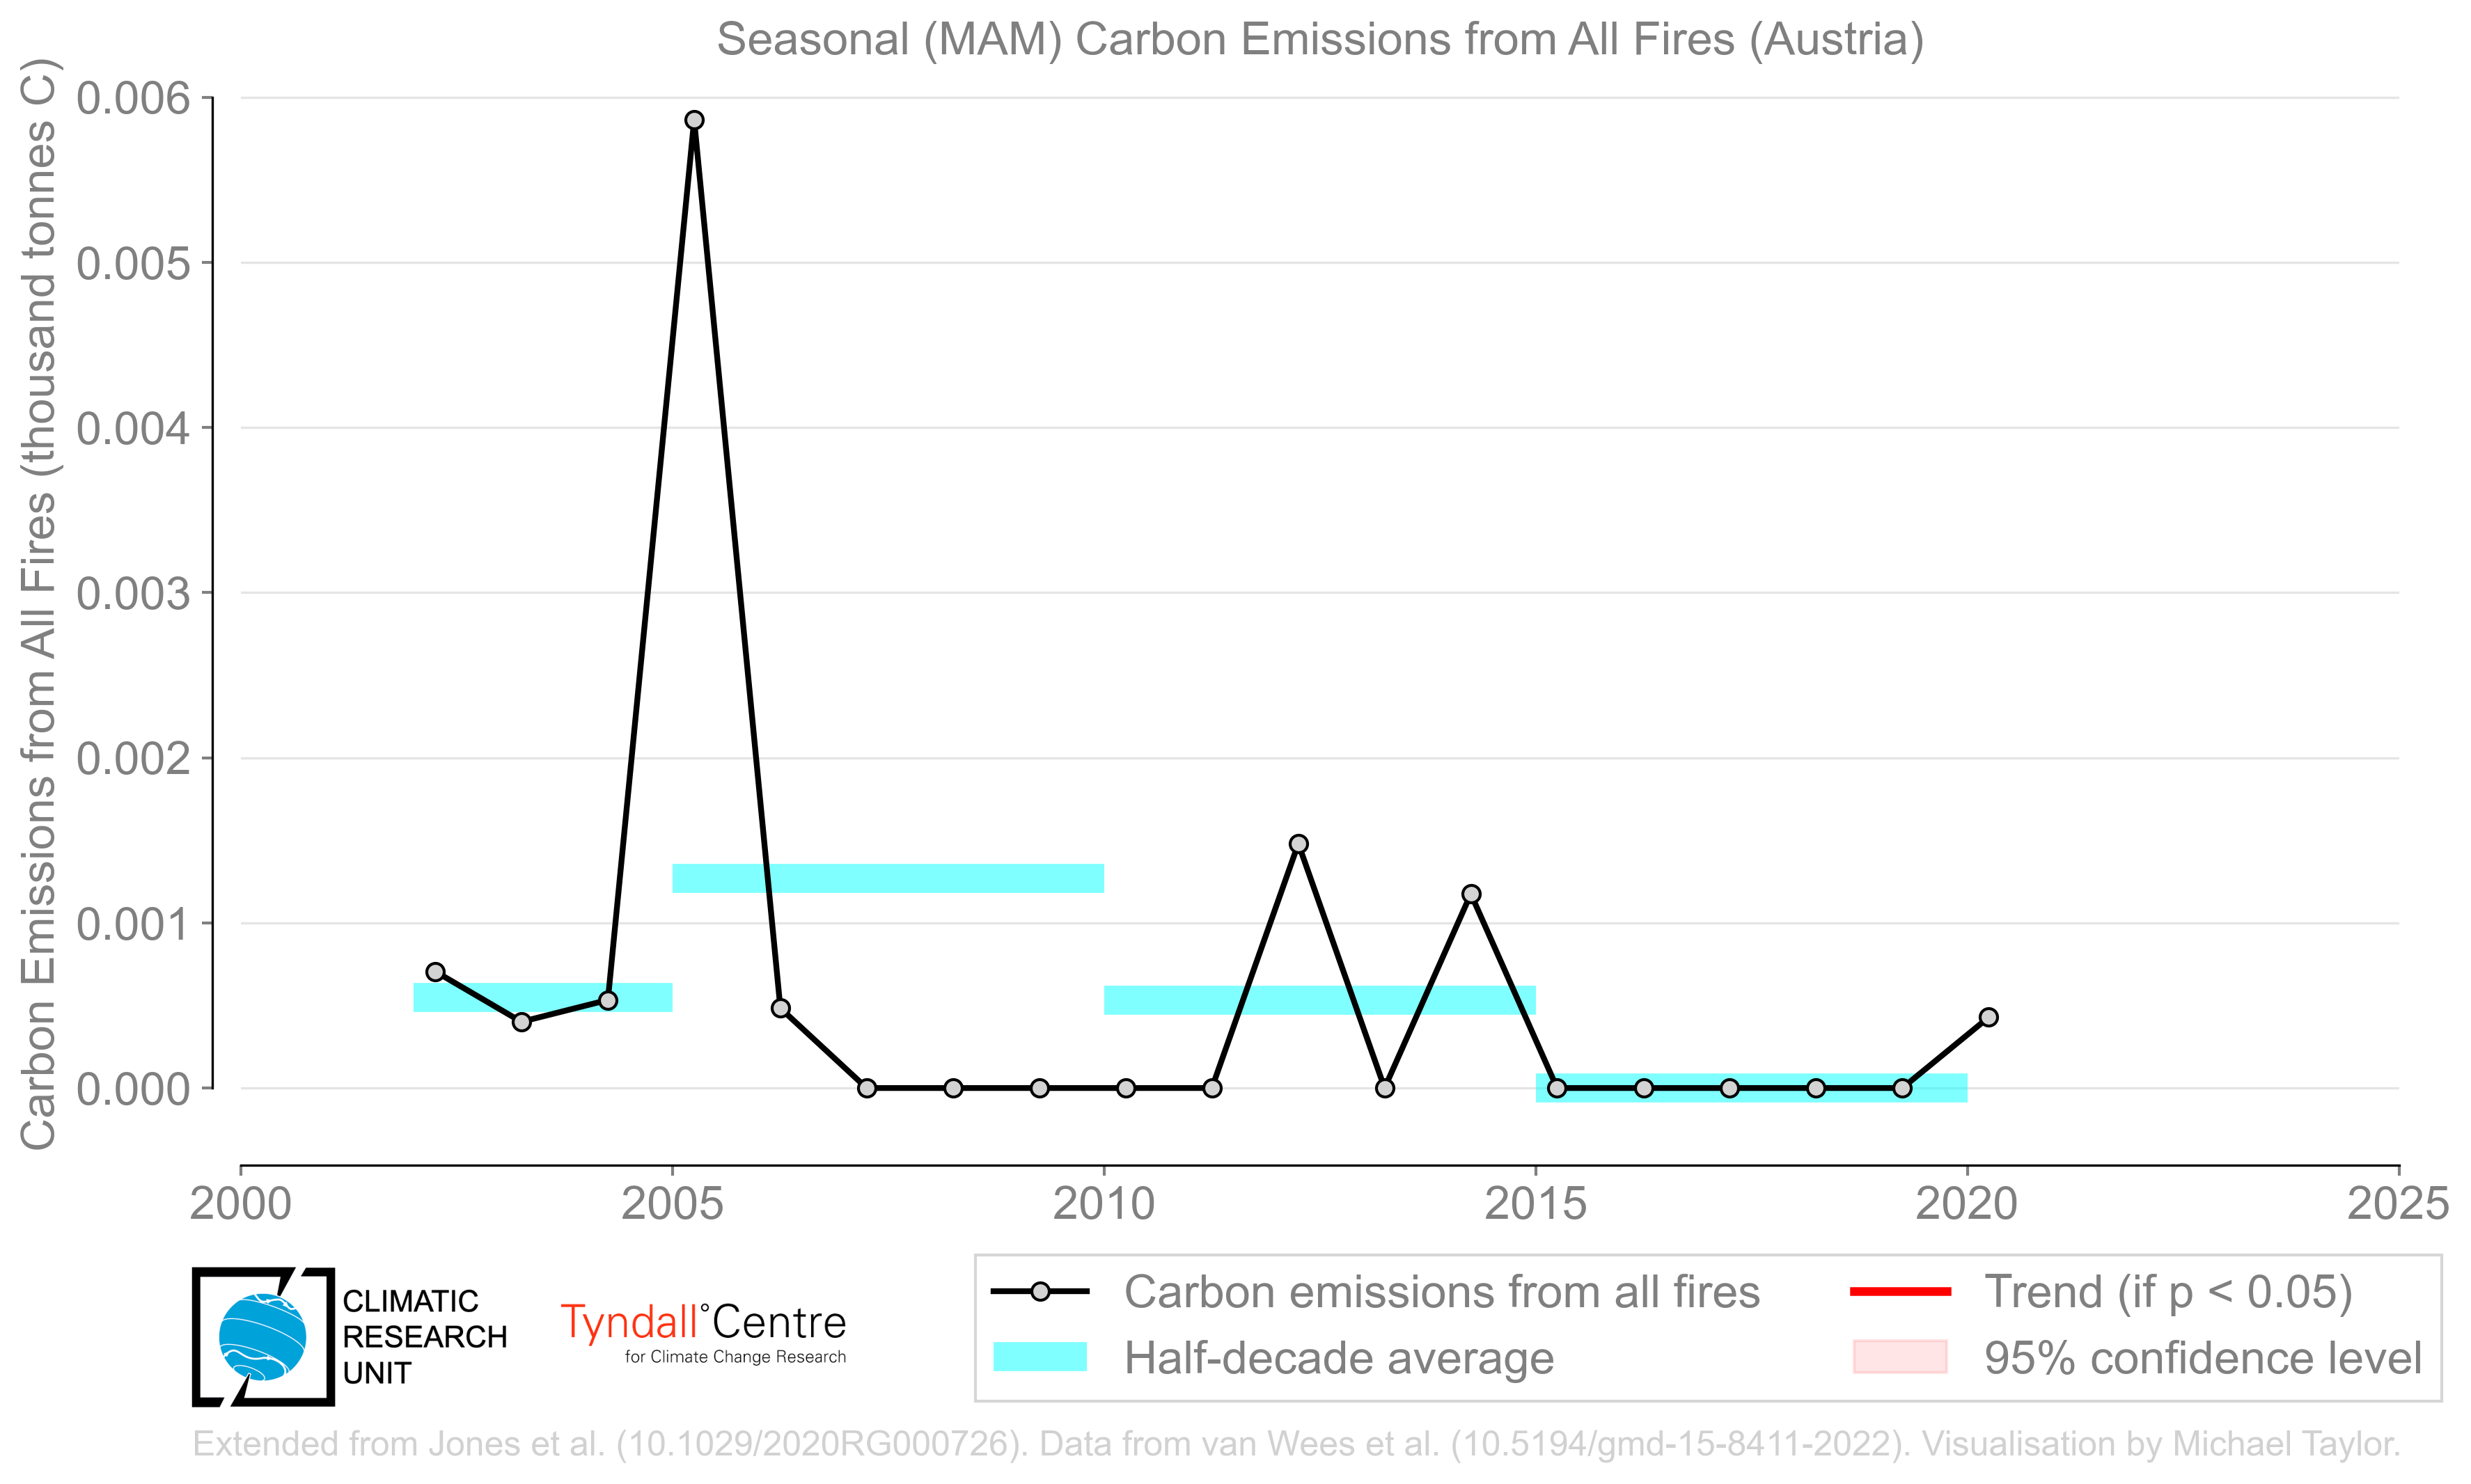 Seasonal (MAM) Carbon Emissions from All Fires (Austria)
Carbon Emissions from All Fires (thousand tonnes C)
0.006
0.005
0.004
0.003
0.002
0.001
0.000
2000 2005 2010 2015 2020 2025
CLIMATIC
RESEARCH
UNIT
Tyndall°Centre
for Climate Change Research
Carbon emissions from all fires
Half-decade average
Trend (if p < 0.05)
95% confidence level
Extended from Jones et al. (10.1029/2020RG000726). Data from van Wees et al. (10.5194/gmd-15-8411-2022). Visualisation by Michael Taylor.